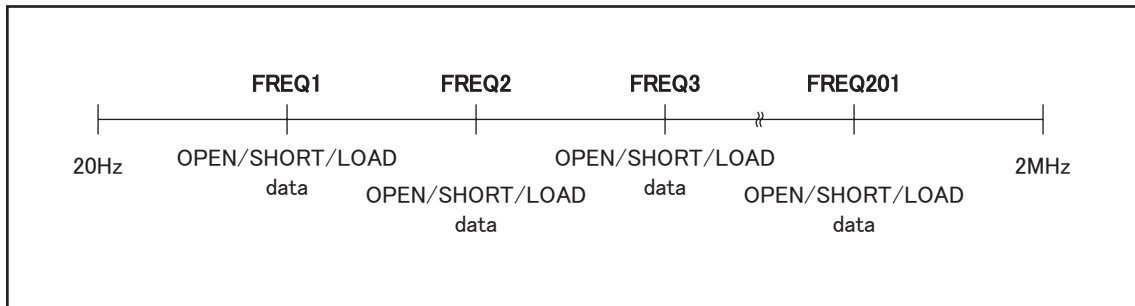 FREQ1 FREQ2 FREQ3 FREQ201
20Hz 2MHz
OPEN/SHORT/LOAD
data
OPEN/SHORT/LOAD
data
OPEN/SHORT/LOAD
data
OPEN/SHORT/LOAD
data